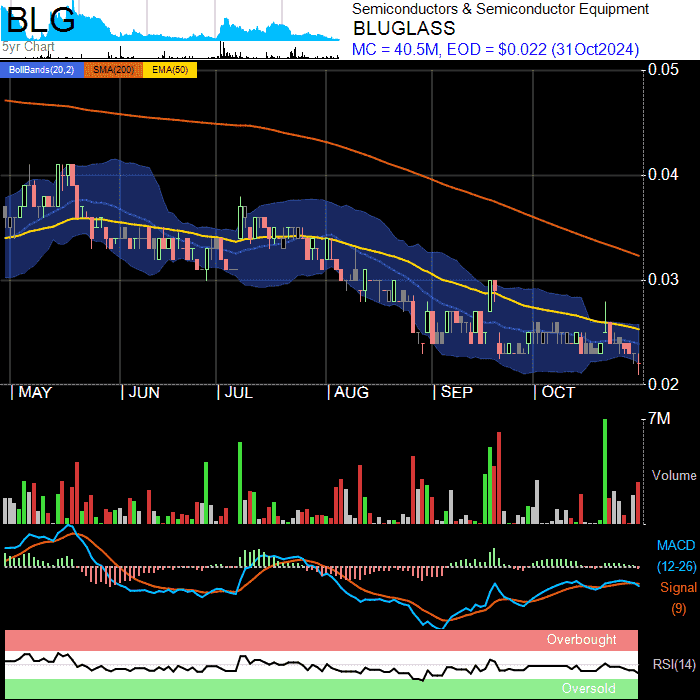 BLG
Semiconductors & Semiconductor Equipment
BLUGLASS
MC = 40.5M, EOD = $0.022 (31Oct2024)
5yr Chart
BollBands(20,2) SMA(200) EMA(50)
0.05
0.04
0.03
0.02
MAY JUN JUL AUG SEP OCT
7M
Volume
MACD
(12-26)
Signal
(9)
Overbought
RSI(14)
Oversold